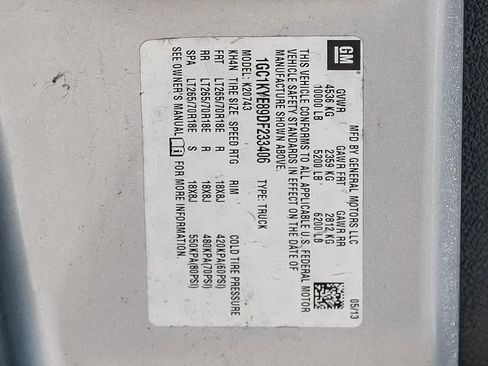 GM
MFD BY GENERAL MOTORS LLC 05/13
GVWR GAWR FRT GAWR RR
4536 KG 2359 KG 2812 KG
10000 LB 5200 LB 6200 LB
THIS VEHICLE CONFORMS TO ALL APPLICABLE U.S. FEDERAL MOTOR
VEHICLE SAFETY STANDARDS IN EFFECT ON THE DATE OF
MANUFACTURE SHOWN ABOVE.
1GC1KYE89DF233406 TYPE: TRUCK
MODEL: K20743
KH4N TIRE SIZE SPEED RTG RIM COLD TIRE PRESSURE
FRT LT265/70R18E R 18X8J 420KPA(60PSI)
RR LT265/70R18E R 18X8J 480KPA(70PSI)
SPA LT265/70R18E S 18X8J 550KPA(80PSI)
SEE OWNER'S MANUAL FOR MORE INFORMATION.